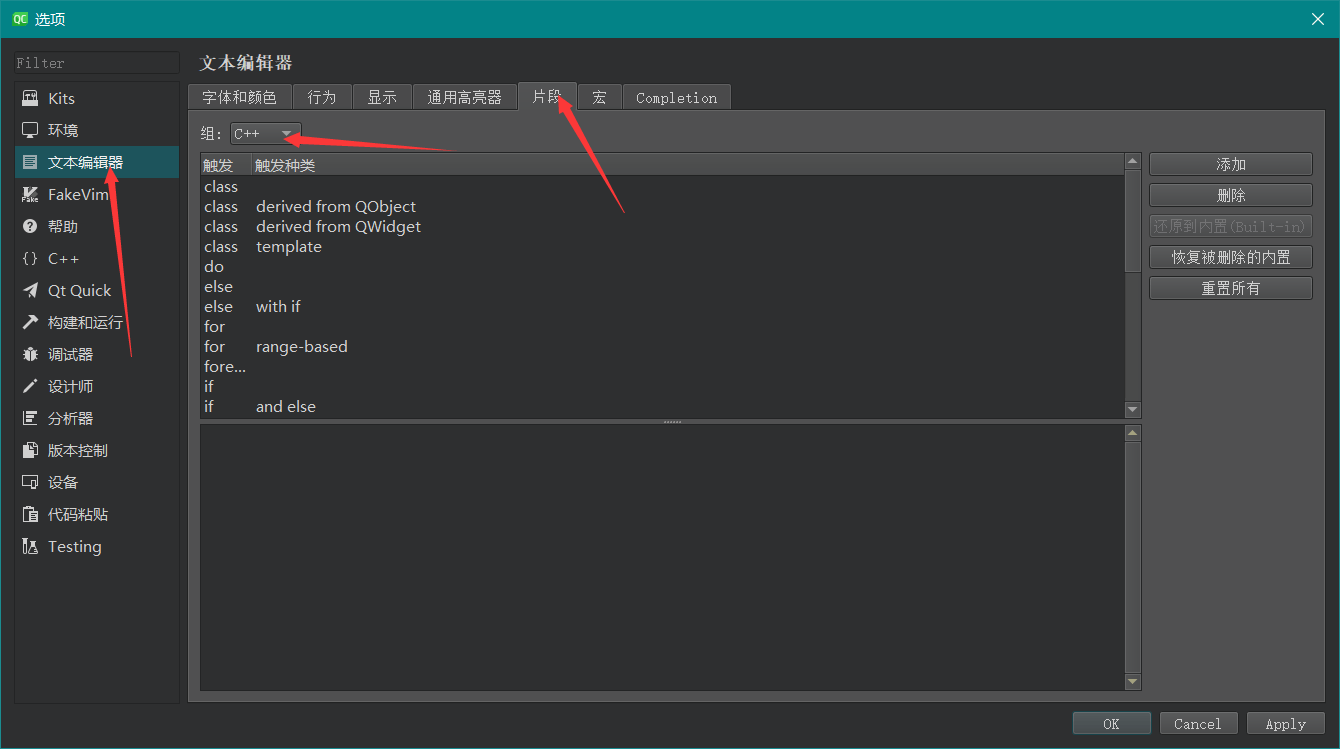 QC 选项
Filter
Kits
环境
文本编辑器
FakeVim
帮助
C++
Qt Quick
构建和运行
调试器
设计师
分析器
版本控制
设备
代码粘贴
Testing
文本编辑器
字体和颜色 行为 显示 通用高亮器 片段 宏 Completion
组: C++
触发 触发种类
class
class derived from QObject
class derived from QWidget
class template
do
else
else with if
for
for range-based
fore...
if
if and else
添加
删除
还原到内置(Built-in)
恢复被删除的内置
重置所有
OK Cancel Apply